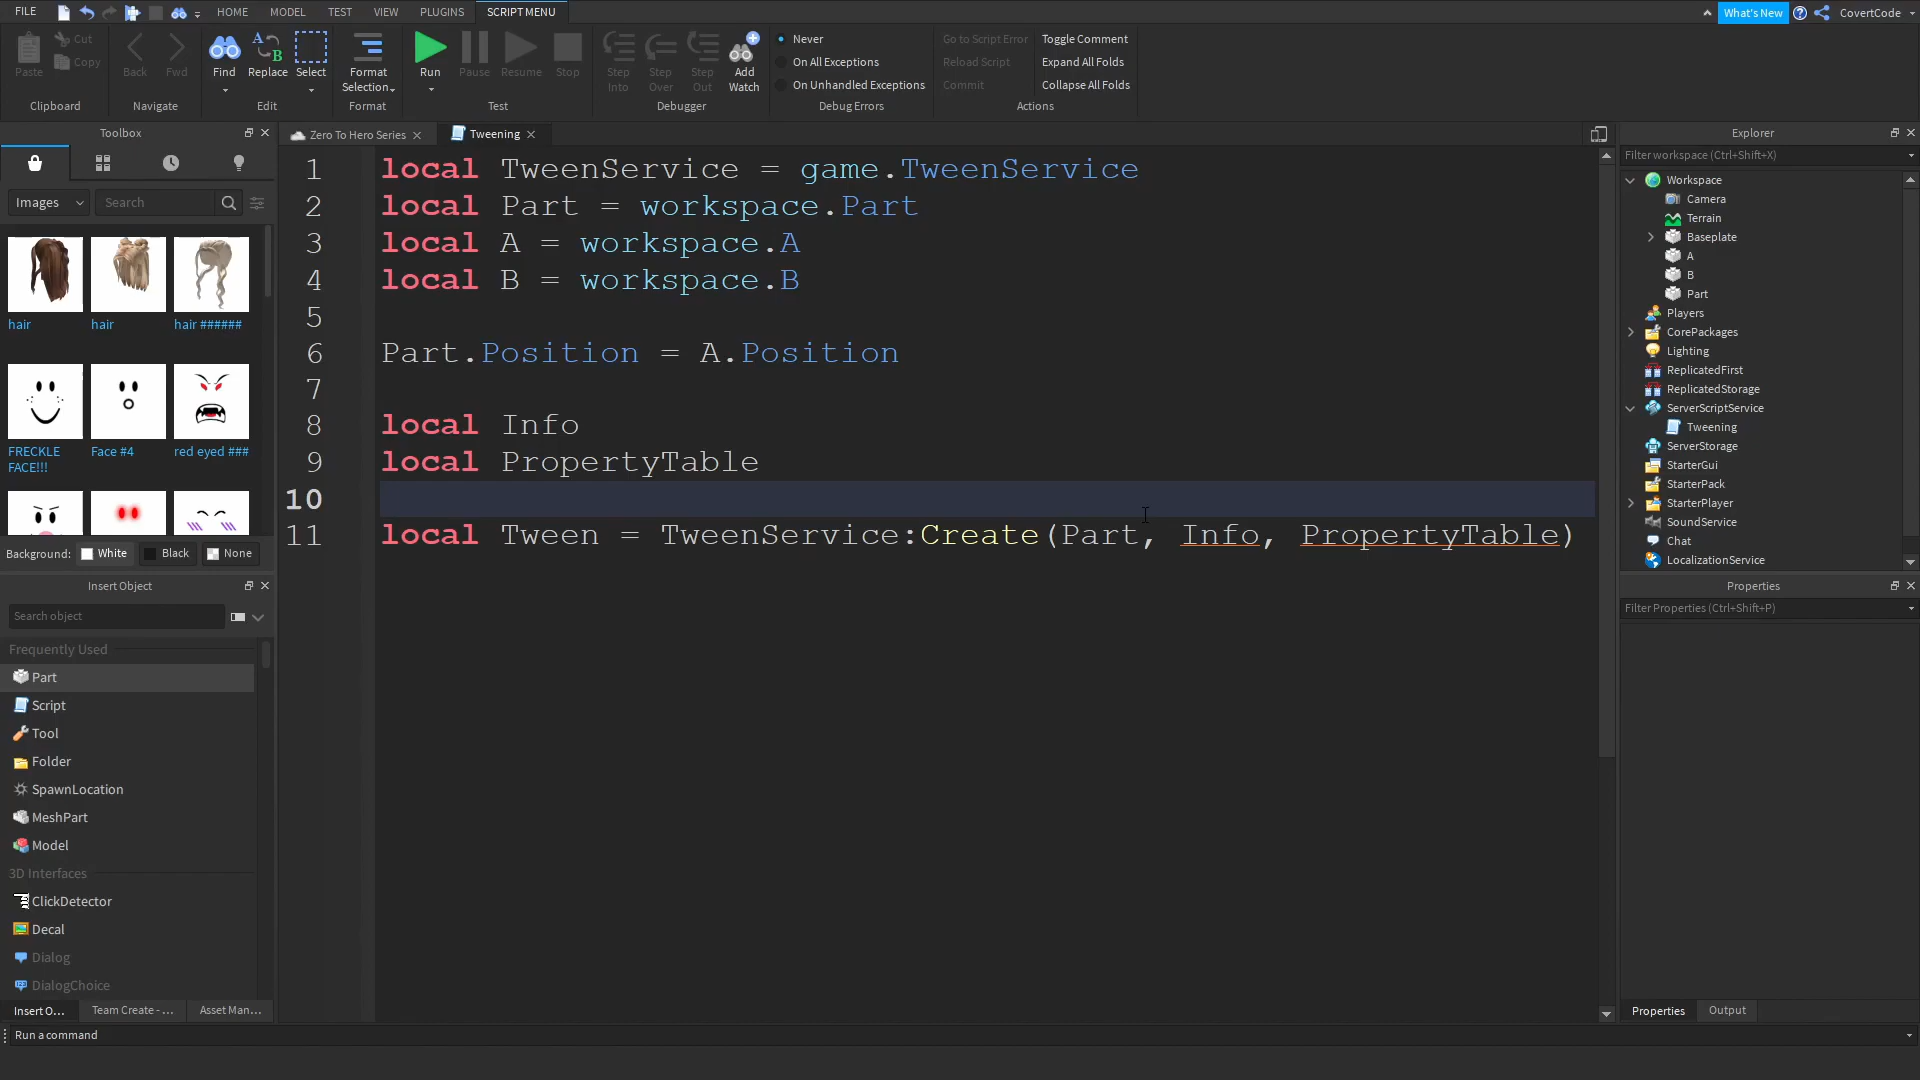 FILE HOME MODEL TEST VIEW PLUGINS SCRIPT MENU What's New CovertCode
Paste Cut Copy Back Fwd Find Replace Select Format Selection Run Pause Resume Stop Step Into Step Over Step Out Add Watch
Never
On All Exceptions
On Unhandled Exceptions
Go to Script Error
Reload Script
Commit
Toggle Comment
Expand All Folds
Collapse All Folds
Clipboard Navigate Edit Format Test Debugger Debug Errors Actions
Toolbox
Images Search
hair hair hair ######
FRECKLE FACE!!! Face #4 red eyed ###
Background: White Black None
Insert Object
Search object
Frequently Used
Part
Script
Tool
Folder
SpawnLocation
MeshPart
Model
3D Interfaces
ClickDetector
Decal
Dialog
DialogChoice
Insert O... Team Create - ... Asset Man...
Run a command
Zero To Hero Series Tweening
1 local TweenService = game.TweenService
2 local Part = workspace.Part
3 local A = workspace.A
4 local B = workspace.B
5
6 Part.Position = A.Position
7
8 local Info
9 local PropertyTable
10
11 local Tween = TweenService:Create(Part, Info, PropertyTable)
Explorer
Filter workspace (Ctrl+Shift+X)
Workspace
Camera
Terrain
Baseplate
A
B
Part
Players
CorePackages
Lighting
ReplicatedFirst
ReplicatedStorage
ServerScriptService
Tweening
ServerStorage
StarterGui
StarterPack
StarterPlayer
SoundService
Chat
LocalizationService
Properties
Filter Properties (Ctrl+Shift+P)
Properties Output